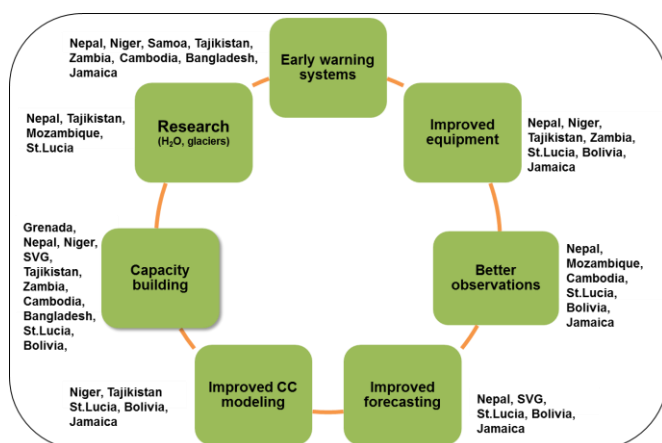 Nepal, Niger, Samoa, Tajikistan,
Zambia, Cambodia, Bangladesh,
Jamaica
Early warning
systems
Improved
equipment
Nepal, Niger,
Tajikistan, Zambia,
St.Lucia, Bolivia,
Jamaica
Better
observations
Nepal,
Mozambique,
Cambodia,
St.Lucia,
Bolivia,
Jamaica
Improved
forecasting
Nepal, SVG,
St.Lucia, Bolivia,
Jamaica
Improved CC
modeling
Niger, Tajikistan
St.Lucia, Bolivia,
Jamaica
Capacity
building
Grenada,
Nepal, Niger,
SVG,
Tajikistan,
Zambia,
Cambodia,
Bangladesh,
St.Lucia,
Bolivia,
Research
(H₂O, glaciers)
Nepal, Tajikistan,
Mozambique,
St.Lucia